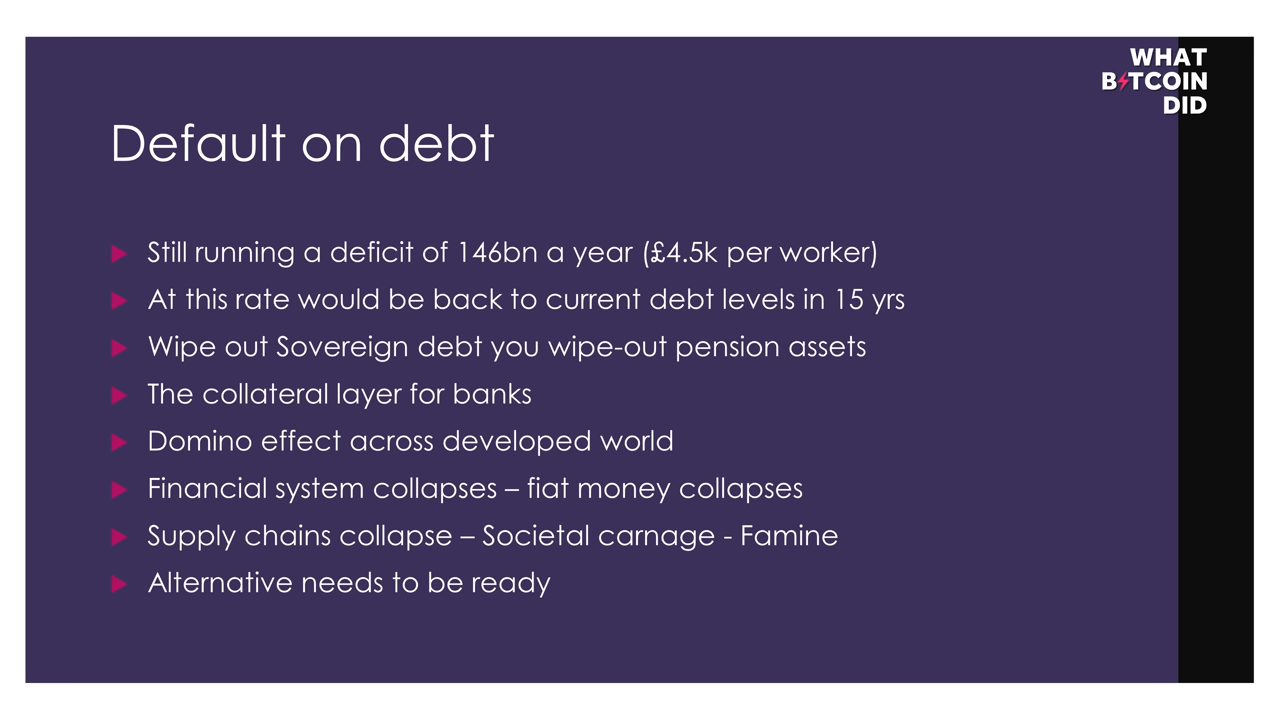 WHAT
BITCOIN
DID
Default on debt
Still running a deficit of 146bn a year (£4.5k per worker)
At this rate would be back to current debt levels in 15 yrs
Wipe out Sovereign debt you wipe-out pension assets
The collateral layer for banks
Domino effect across developed world
Financial system collapses – fiat money collapses
Supply chains collapse – Societal carnage - Famine
Alternative needs to be ready